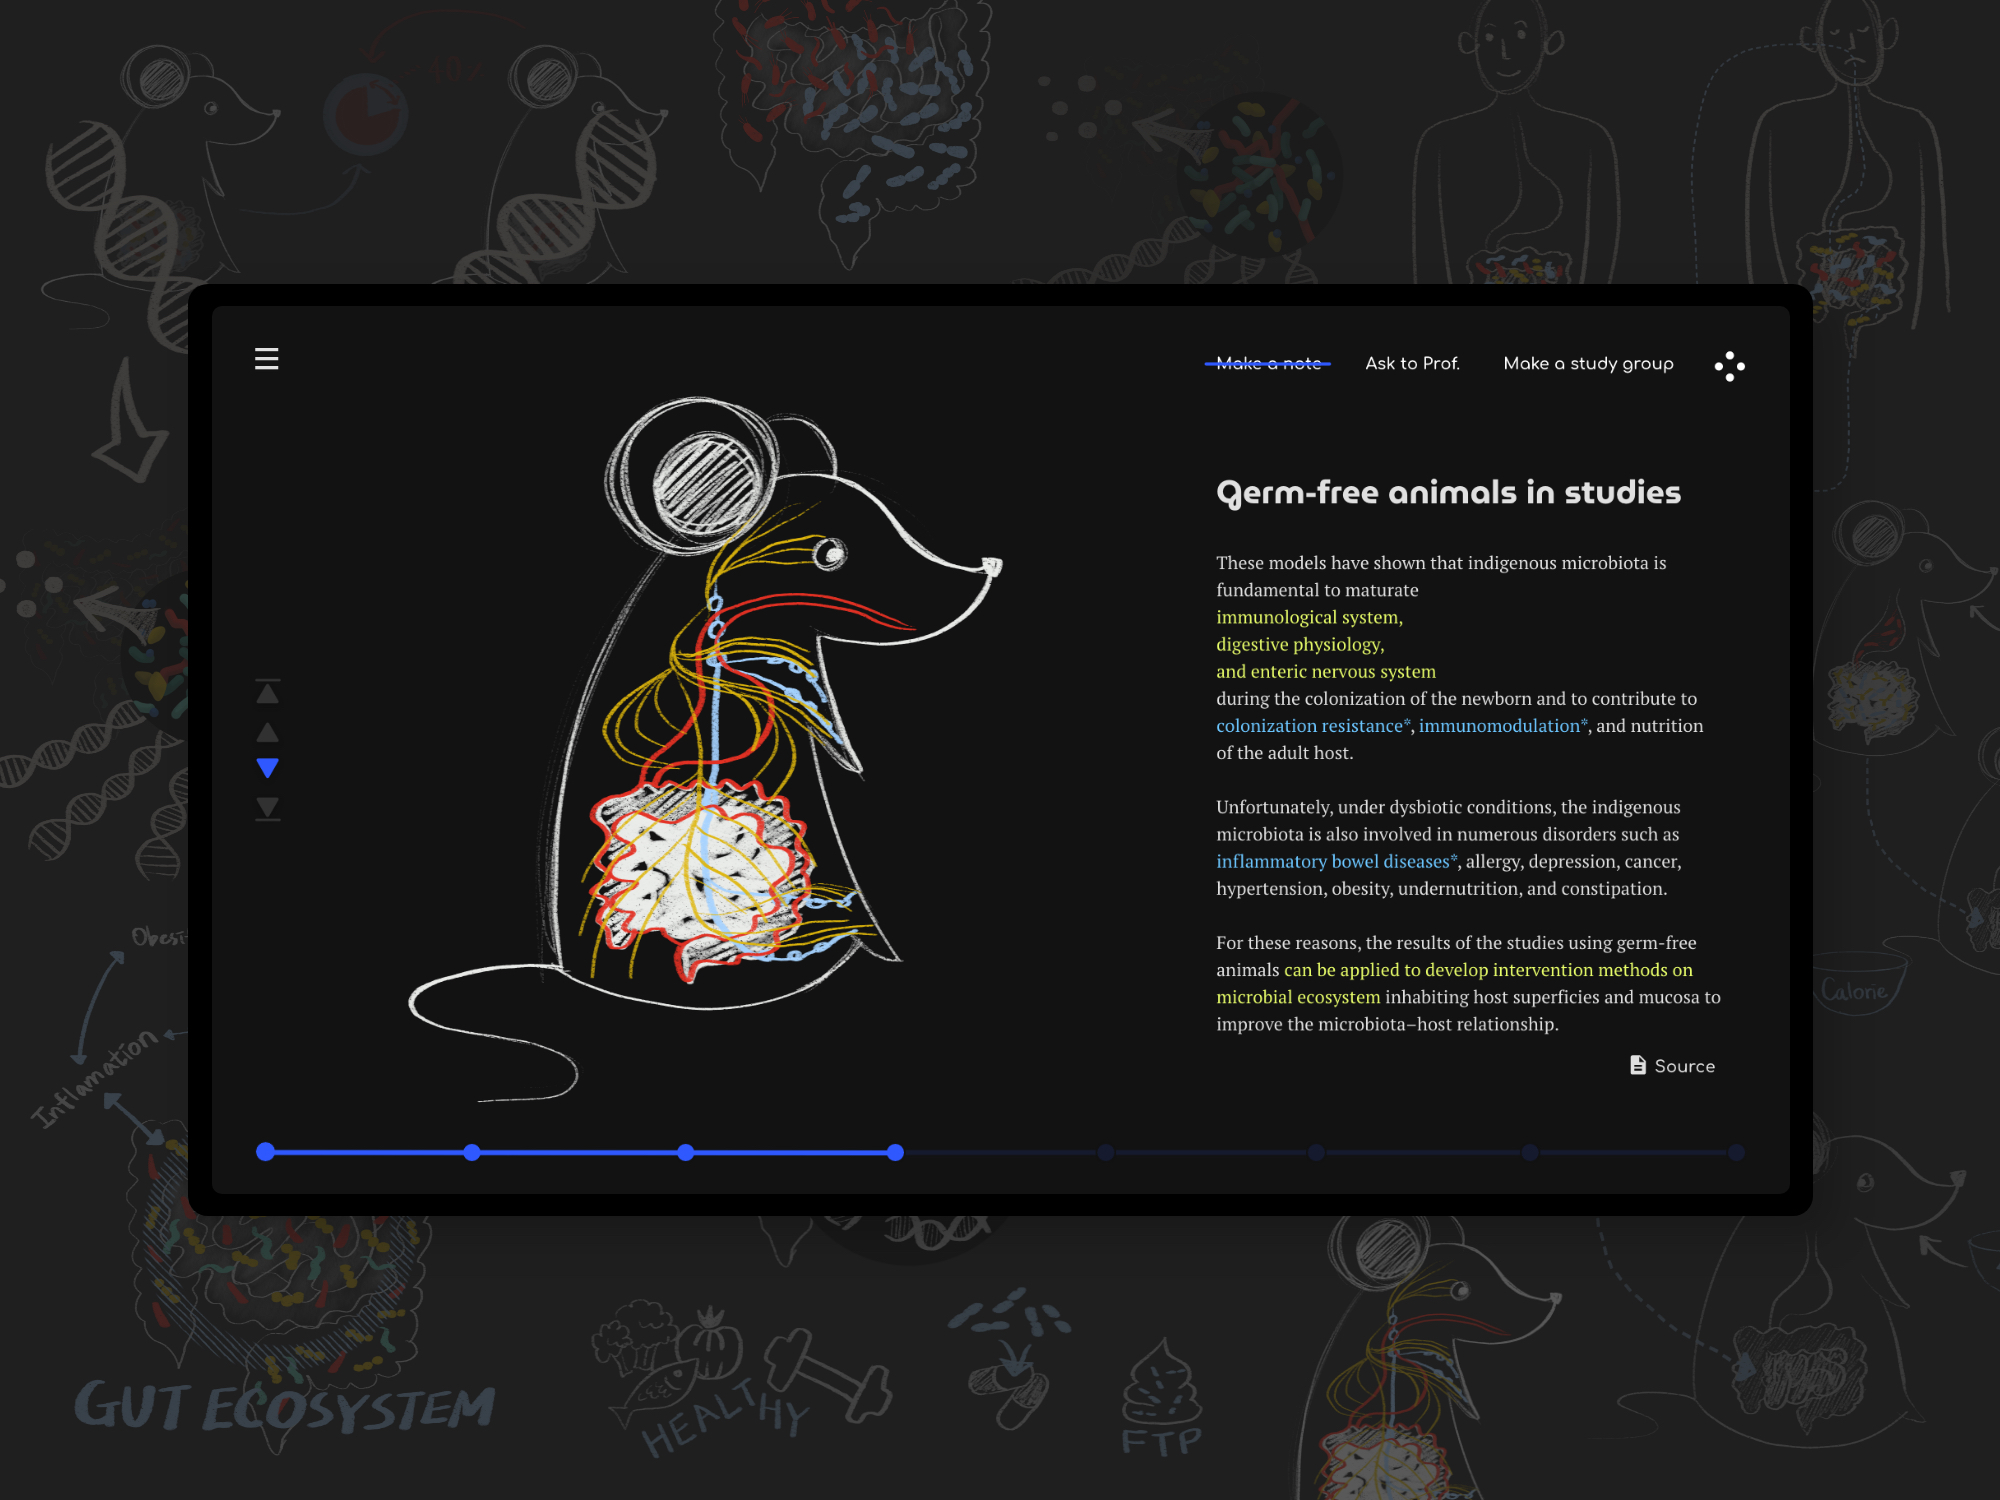 Make a note
Ask to Prof.
Make a study group
Germ-free animals in studies
These models have shown that indigenous microbiota is
fundamental to maturate
immunological system,
digestive physiology,
and enteric nervous system
during the colonization of the newborn and to contribute to
colonization resistance*, immunomodulation*, and nutrition
of the adult host.
Unfortunately, under dysbiotic conditions, the indigenous
microbiota is also involved in numerous disorders such as
inflammatory bowel diseases*, allergy, depression, cancer,
hypertension, obesity, undernutrition, and constipation.
For these reasons, the results of the studies using germ-free
animals can be applied to develop intervention methods on
microbial ecosystem inhabiting host superficies and mucosa to
improve the microbiota–host relationship.
Source
Obesi
Inflamation
Calorie
GUT ECOSYSTEM
HEALTHY
FTP